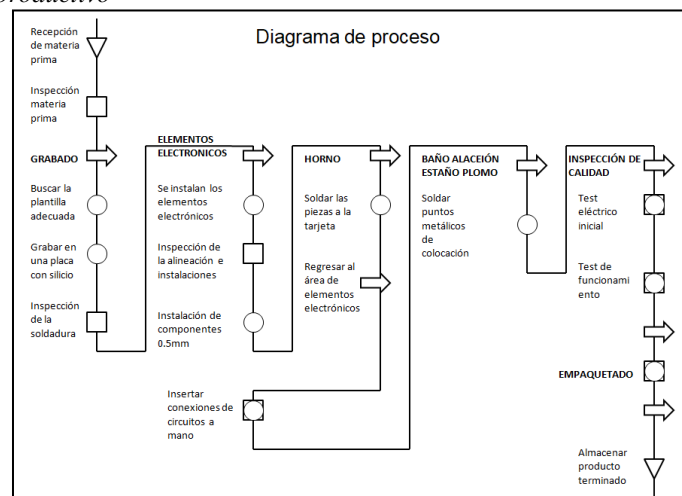 productivo
Diagrama de proceso
Recepción
de materia
prima
Inspección
materia
prima
GRABADO
Buscar la
plantilla
adecuada
Grabar en
una placa
con silicio
Inspección
de la
soldadura
ELEMENTOS
ELECTRONICOS
Se instalan los
elementos
electrónicos
Inspección de
la alineación e
instalaciones
Instalación de
componentes
0.5mm
Insertar
conexiones de
circuitos a
mano
HORNO
Soldar las
piezas a la
tarjeta
Regresar al
área de
elementos
electrónicos
BAÑO ALACEIÓN
ESTAÑO PLOMO
Soldar
puntos
metálicos
de
colocación
INSPECCIÓN DE
CALIDAD
Test
eléctrico
inicial
Test de
funcionami
ento
EMPAQUETADO
Almacenar
producto
terminado